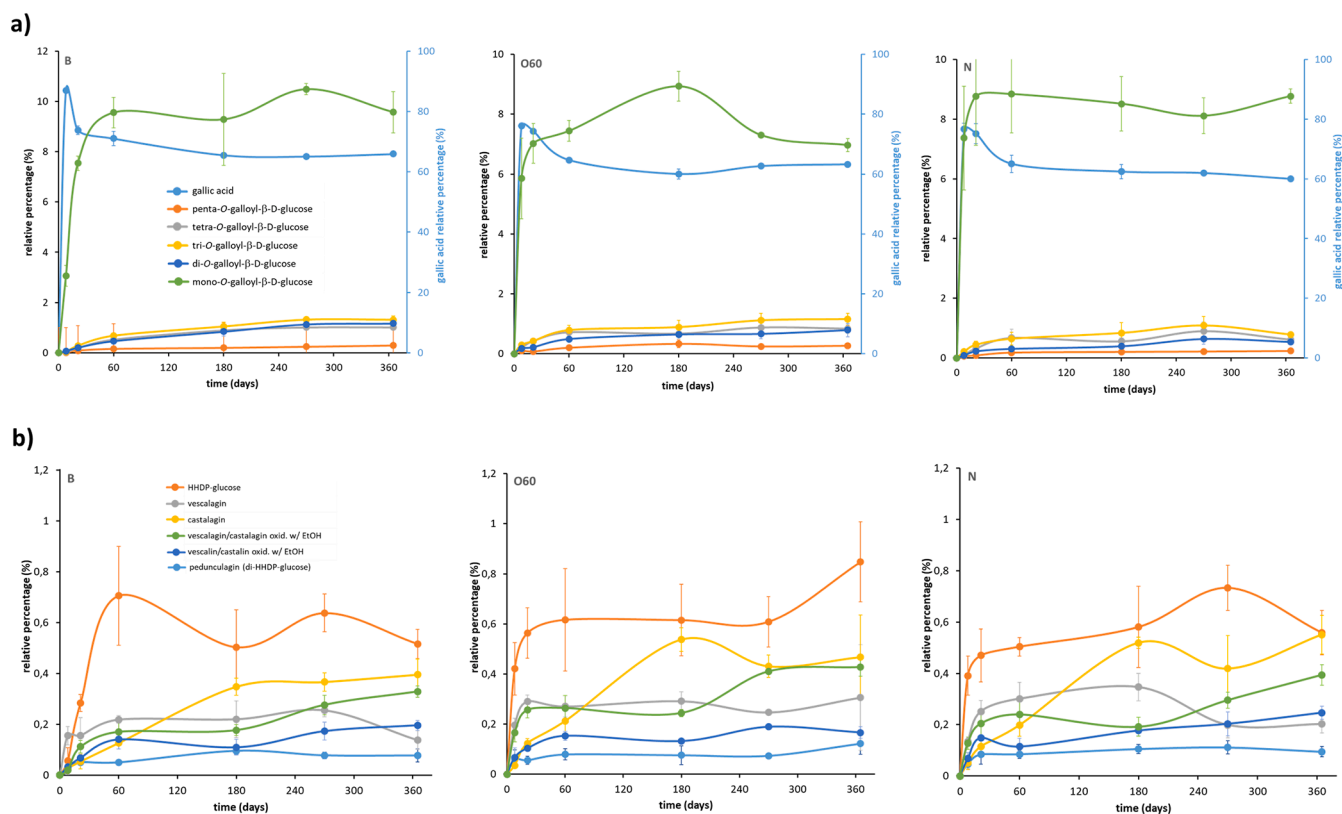 a)
B
relative percentage (%)
12
10
8
6
4
2
0
gallic acid
penta-O-galloyl-β-D-glucose
tetra-O-galloyl-β-D-glucose
tri-O-galloyl-β-D-glucose
di-O-galloyl-β-D-glucose
mono-O-galloyl-β-D-glucose
100
80
60
40
20
0
gallic acid relative percentage (%)
0 60 120 180 240 300 360
time (days)
O60
relative percentage (%)
10
8
6
4
2
0
100
80
60
40
20
0
gallic acid relative percentage (%)
0 60 120 180 240 300 360
time (days)
N
relative percentage (%)
10
8
6
4
2
0
100
80
60
40
20
0
gallic acid relative percentage (%)
0 60 120 180 240 300 360
time (days)
b)
B
relative percentage (%)
1,2
1
0,8
0,6
0,4
0,2
0
HHDP-glucose
vescalagin
castalagin
vescalagin/castalagin oxid. w/ EtOH
vescalin/castalin oxid. w/ EtOH
pedunculagin (di-HHDP-glucose)
0 60 120 180 240 300 360
time (days)
O60
relative percentage (%)
1,2
1
0,8
0,6
0,4
0,2
0
0 60 120 180 240 300 360
time (days)
N
relative percentage (%)
1,2
1
0,8
0,6
0,4
0,2
0
0 60 120 180 240 300 360
time (days)